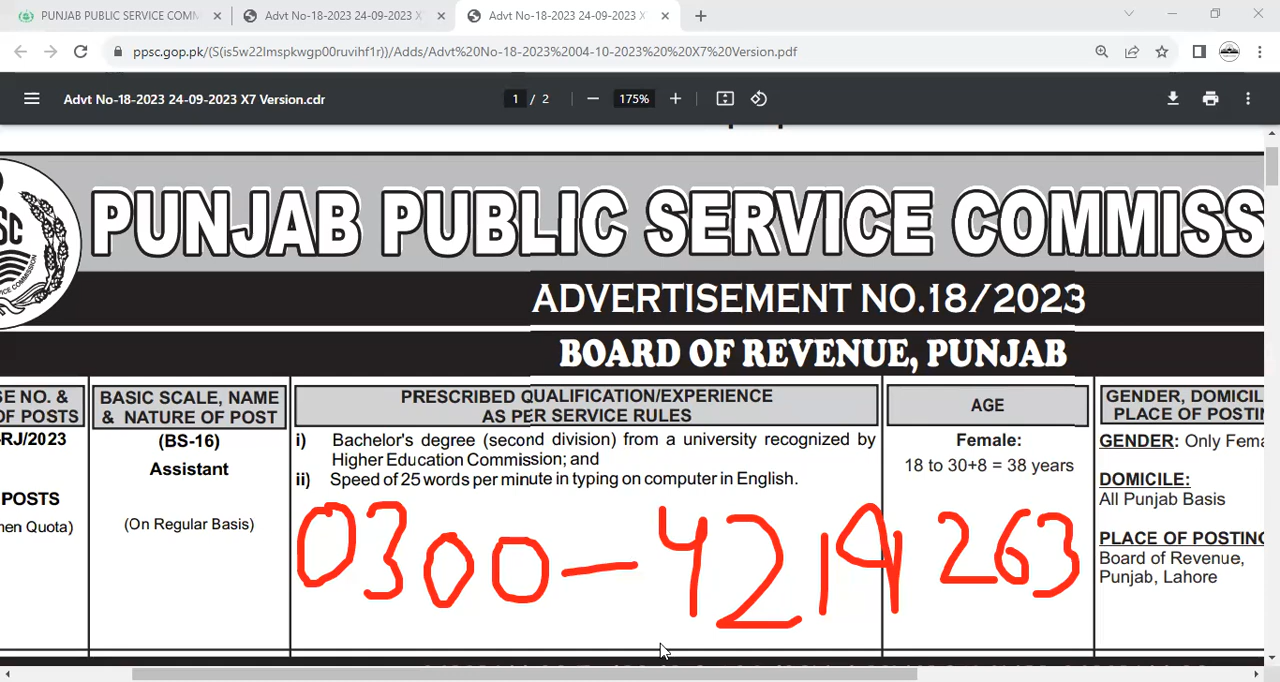 PUNJAB PUBLIC SERVICE COMM
Advt No-18-2023 24-09-2023 X
Advt No-18-2023 24-09-2023 X
ppsc.gop.pk/(S(is5w22lmspkwgp00ruvihf1r))/Adds/Advt%20No-18-2023%2004-10-2023%20%20X7%20Version.pdf
Advt No-18-2023 24-09-2023 X7 Version.cdr
1 / 2
175%
PUNJAB PUBLIC SERVICE COMMISS
ADVERTISEMENT NO.18/2023
BOARD OF REVENUE, PUNJAB
SE NO. &
OF POSTS
BASIC SCALE, NAME
& NATURE OF POST
PRESCRIBED QUALIFICATION/EXPERIENCE
AS PER SERVICE RULES
AGE
GENDER, DOMICIL
PLACE OF POSTIN
-RJ/2023
POSTS
men Quota)
(BS-16)
Assistant
(On Regular Basis)
i) Bachelor's degree (second division) from a university recognized by
Higher Education Commission; and
ii) Speed of 25 words per minute in typing on computer in English.
Female:
18 to 30+8 = 38 years
GENDER: Only Fema
DOMICILE:
All Punjab Basis
PLACE OF POSTING
Board of Revenue,
Punjab, Lahore
0300-4214263